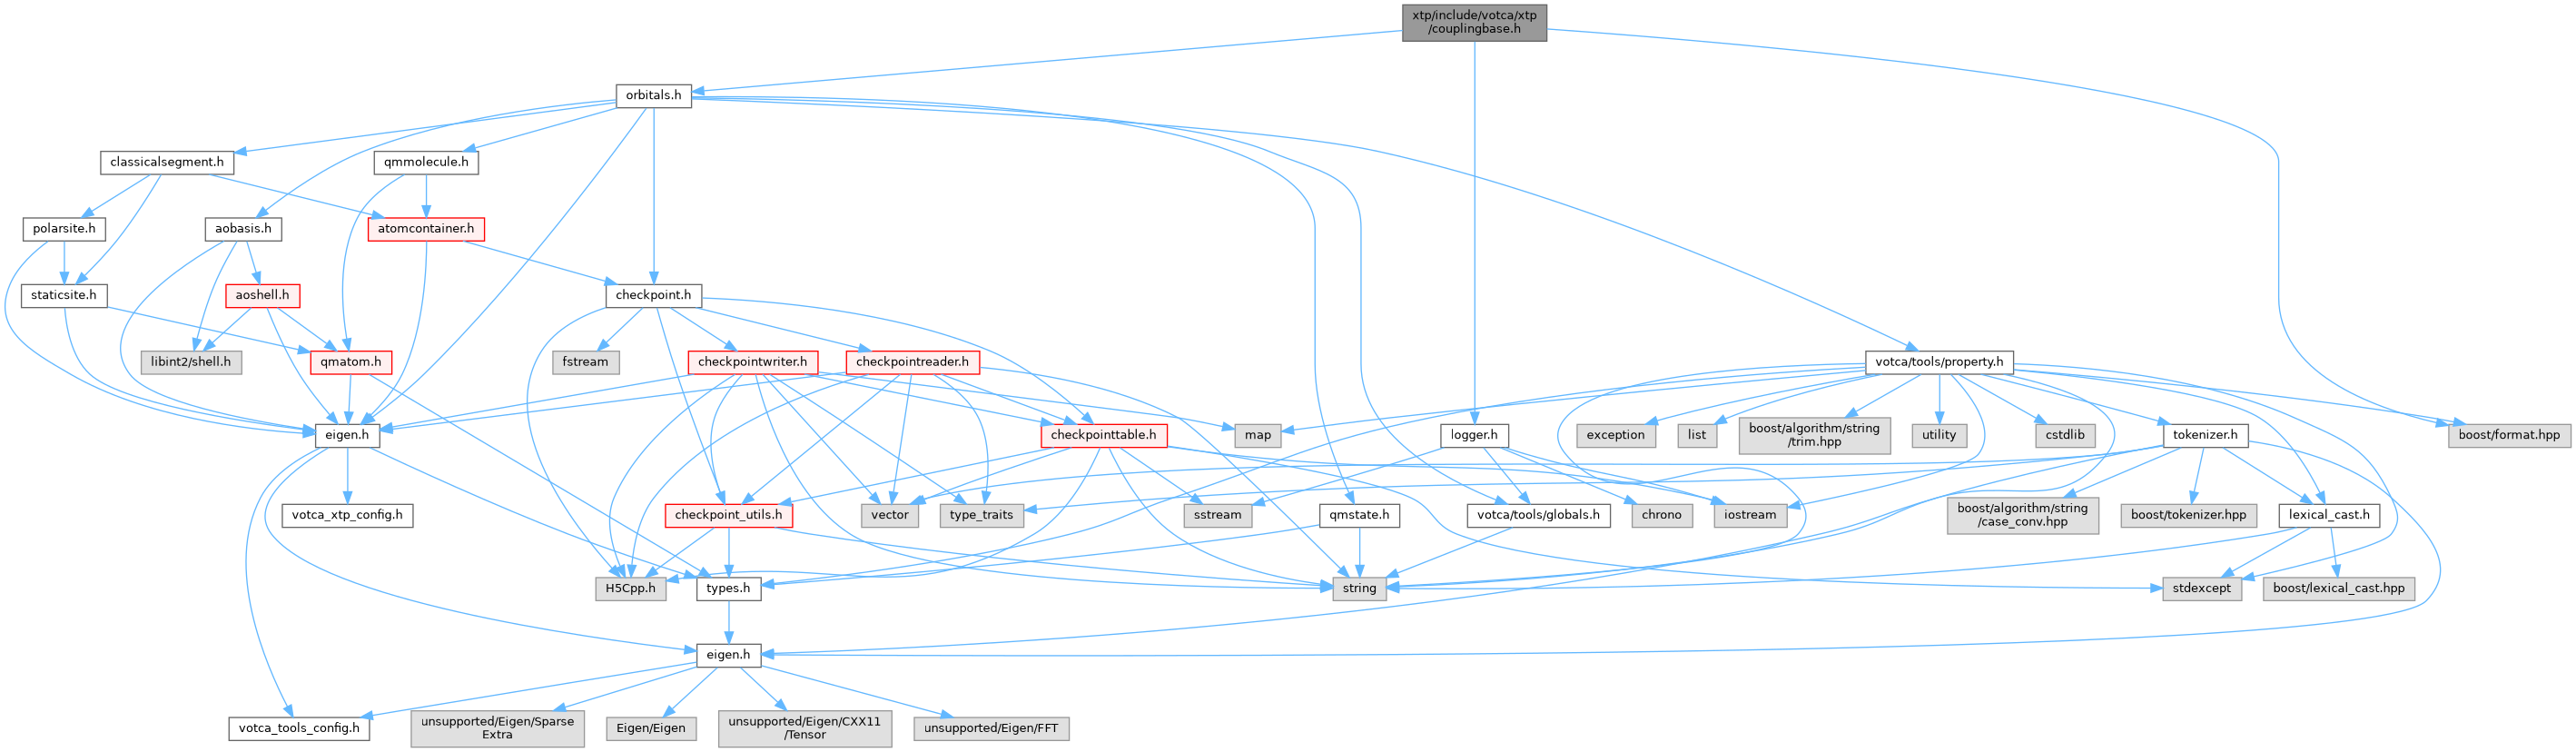 xtp/include/votca/xtp
/couplingbase.h
orbitals.h
classicalsegment.h
qmmolecule.h
polarsite.h
aobasis.h
atomcontainer.h
staticsite.h
aoshell.h
checkpoint.h
libint2/shell.h
qmatom.h
fstream
checkpointwriter.h
checkpointreader.h
votca/tools/property.h
eigen.h
checkpointtable.h
map
logger.h
exception
list
boost/algorithm/string
/trim.hpp
utility
cstdlib
tokenizer.h
boost/format.hpp
votca_xtp_config.h
checkpoint_utils.h
vector
type_traits
sstream
qmstate.h
votca/tools/globals.h
chrono
iostream
boost/algorithm/string
/case_conv.hpp
boost/tokenizer.hpp
lexical_cast.h
H5Cpp.h
types.h
string
stdexcept
boost/lexical_cast.hpp
eigen.h
votca_tools_config.h
unsupported/Eigen/Sparse
Extra
Eigen/Eigen
unsupported/Eigen/CXX11
/Tensor
unsupported/Eigen/FFT